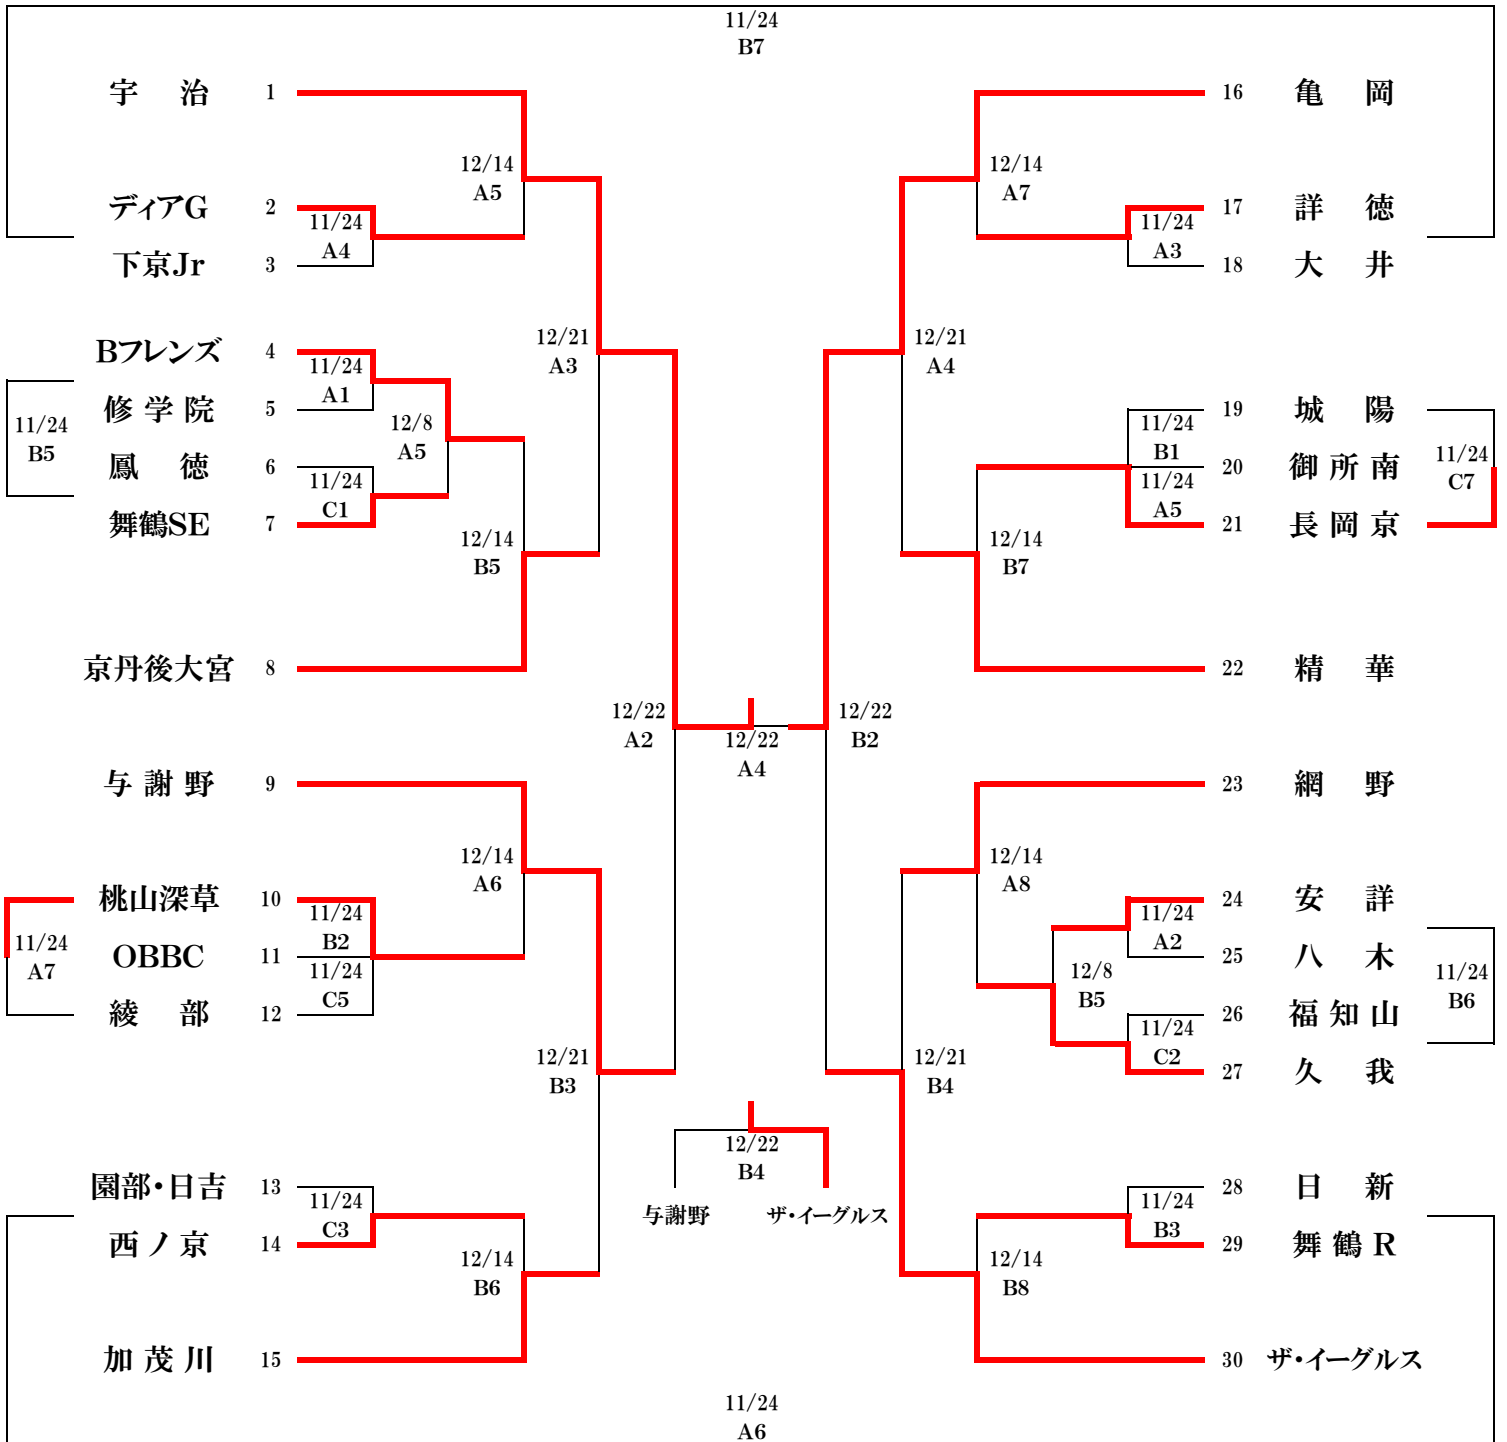 11/24
B7
宇 治 1
16 亀 岡
12/14
A5
12/14
A7
ディアG 2
17 詳 徳
11/24
A4
11/24
A3
下京Jr 3
18 大 井
12/21
A3
12/21
A4
Bフレンズ 4
11/24
A1
修 学 院 5
19 城 陽
11/24
B5
12/8
A5
11/24
B1
鳳 徳 6
20 御 所 南
11/24
C7
11/24
C1
11/24
A5
舞鶴SE 7
21 長 岡 京
12/14
B5
12/14
B7
京丹後大宮 8
22 精 華
12/22
A2
12/22
A4
12/22
B2
与 謝 野 9
23 網 野
12/14
A6
12/14
A8
桃山深草 10
24 安 詳
11/24
B2
11/24
A2
11/24
A7
OBBC 11
25 八 木
11/24
C5
12/8
B5
11/24
B6
綾 部 12
26 福 知 山
11/24
C2
12/21
B3
12/21
B4
27 久 我
12/22
B4
園部・日吉 13
28 日 新
11/24
C3
与謝野 ザ・イーグルス
11/24
B3
西ノ京 14
29 舞 鶴 R
12/14
B6
12/14
B8
加 茂 川 15
30 ザ・イーグルス
11/24
A6